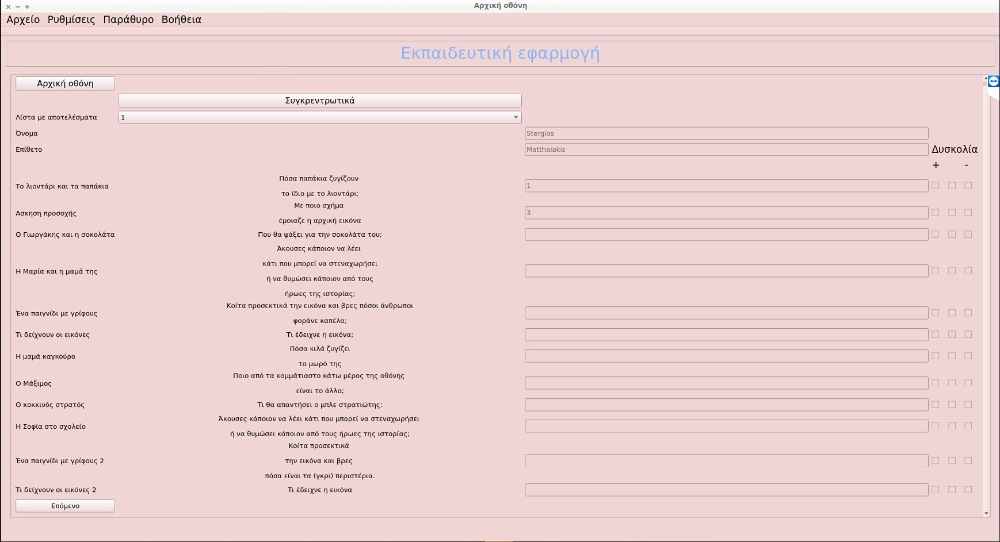 Αρχική οθόνη
Αρχείο Ρυθμίσεις Παράθυρο Βοήθεια
Εκπαιδευτική εφαρμογή
Αρχική οθόνη
Συγκρεντρωτικά
Λίστα με αποτελέσματα 1
Όνομα Stergios
Επίθετο Matthaiakis Δυσκολία
+ -
Το λιοντάρι και τα παπάκια
Πόσα παπάκια ζυγίζουν
το ίδιο με το λιοντάρι;
1
Ασκηση προσοχής
Με ποιο σχήμα
έμοιαζε η αρχική εικόνα
3
Ο Γιωργάκης και η σοκολάτα
Που θα ψάξει για την σοκολάτα του;
Η Μαρία και η μαμά της
Άκουσες κάποιον να λέει
κάτι που μπορεί να στεναχωρήσει
ή να θυμώσει κάποιον από τους
ήρωες της ιστορίας;
Ένα παιγνίδι με γρίφους
Κοίτα προσεκτικά την εικόνα και βρες πόσοι άνθρωποι
φοράνε καπέλο;
Τι δείχνουν οι εικόνες
Τι έδειχνε η εικόνα;
Η μαμά καγκούρο
Πόσα κιλά ζυγίζει
το μωρό της
Ο Μάξιμος
Ποιο από τα κομμάτιαστο κάτω μέρος της οθόνης
είναι το άλλο;
Ο κοκκινός στρατός
Τι θα απαντήσει ο μπλε στρατιώτης;
Η Σοφία στο σχολείο
Άκουσες κάποιον να λέει κάτι που μπορεί να στεναχωρήσει
ή να θυμώσει κάποιον από τους ήρωες της ιστορίας;
Ένα παιγνίδι με γρίφους 2
Κοίτα προσεκτικά
την εικόνα και βρες
πόσα είναι τα (γκρι) περιστέρια.
Τι δείχνουν οι εικόνες 2
Τι έδειχνε η εικόνα
Επόμενο